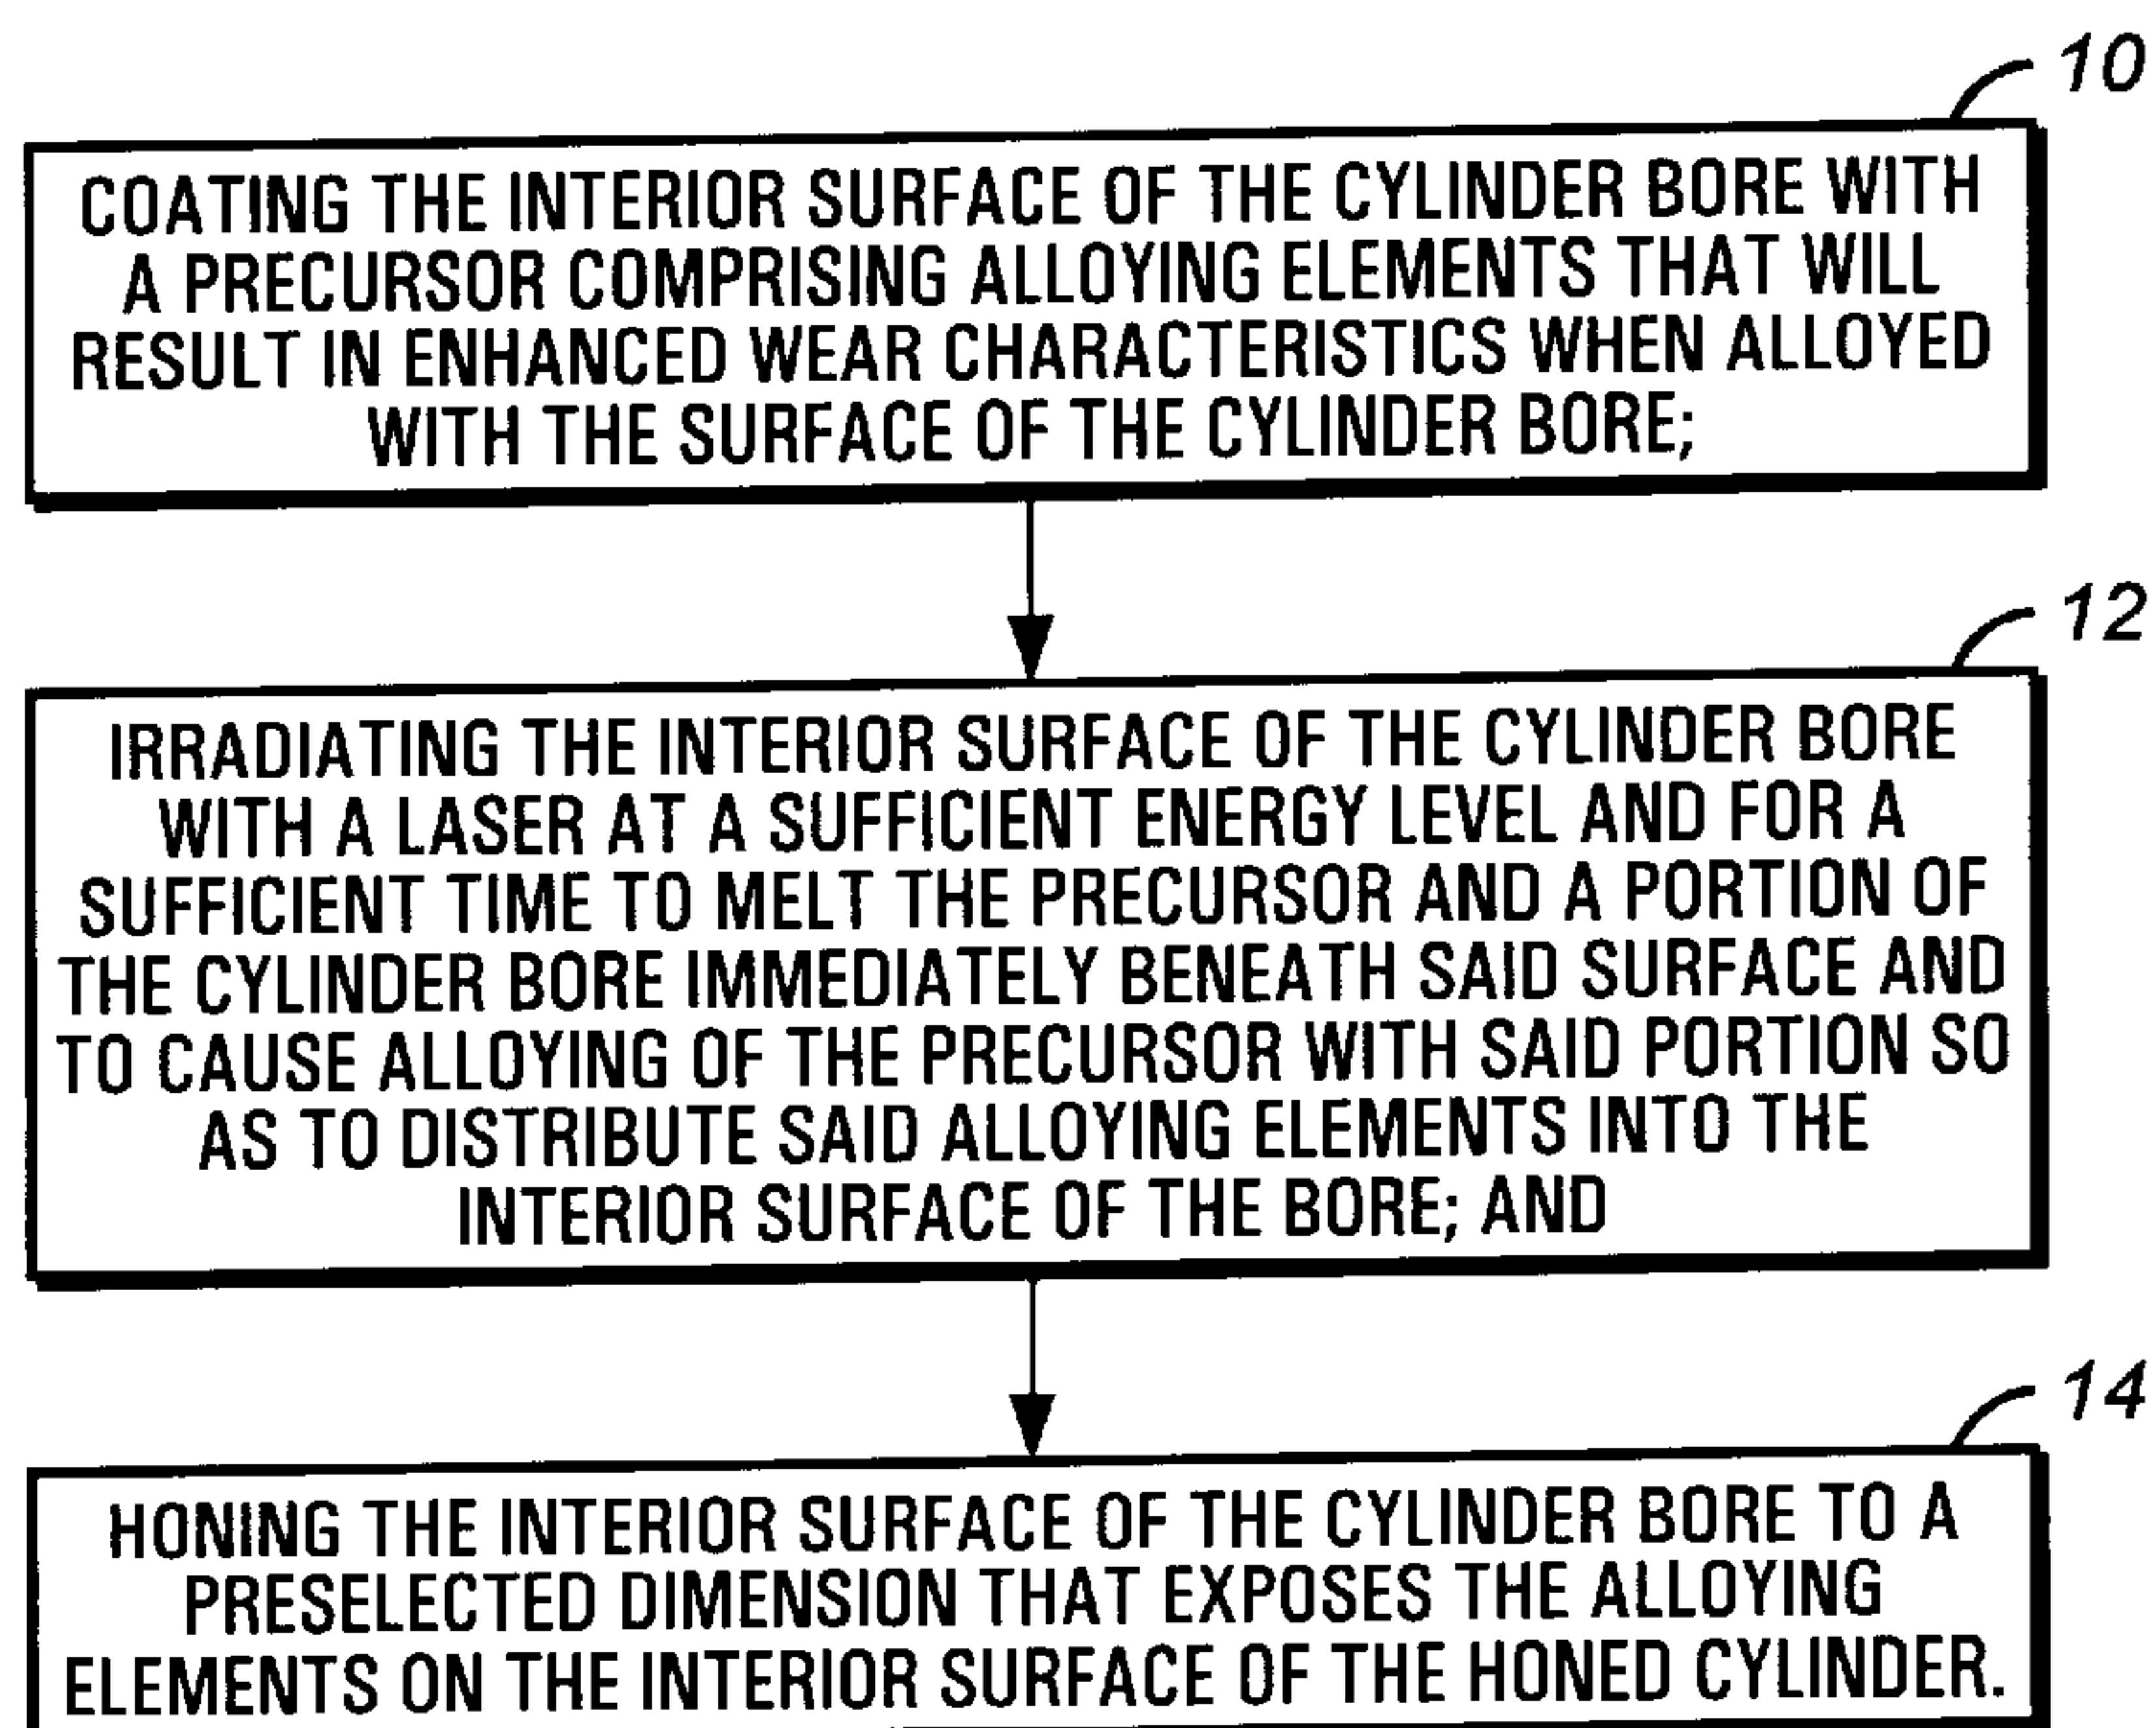 10
COATING THE INTERIOR SURFACE OF THE CYLINDER BORE WITH
A PRECURSOR COMPRISING ALLOYING ELEMENTS THAT WILL
RESULT IN ENHANCED WEAR CHARACTERISTICS WHEN ALLOYED
WITH THE SURFACE OF THE CYLINDER BORE;
12
IRRADIATING THE INTERIOR SURFACE OF THE CYLINDER BORE
WITH A LASER AT A SUFFICIENT ENERGY LEVEL AND FOR A
SUFFICIENT TIME TO MELT THE PRECURSOR AND A PORTION OF
THE CYLINDER BORE IMMEDIATELY BENEATH SAID SURFACE AND
TO CAUSE ALLOYING OF THE PRECURSOR WITH SAID PORTION SO
AS TO DISTRIBUTE SAID ALLOYING ELEMENTS INTO THE
INTERIOR SURFACE OF THE BORE; AND
14
HONING THE INTERIOR SURFACE OF THE CYLINDER BORE TO A
PRESELECTED DIMENSION THAT EXPOSES THE ALLOYING
ELEMENTS ON THE INTERIOR SURFACE OF THE HONED CYLINDER.